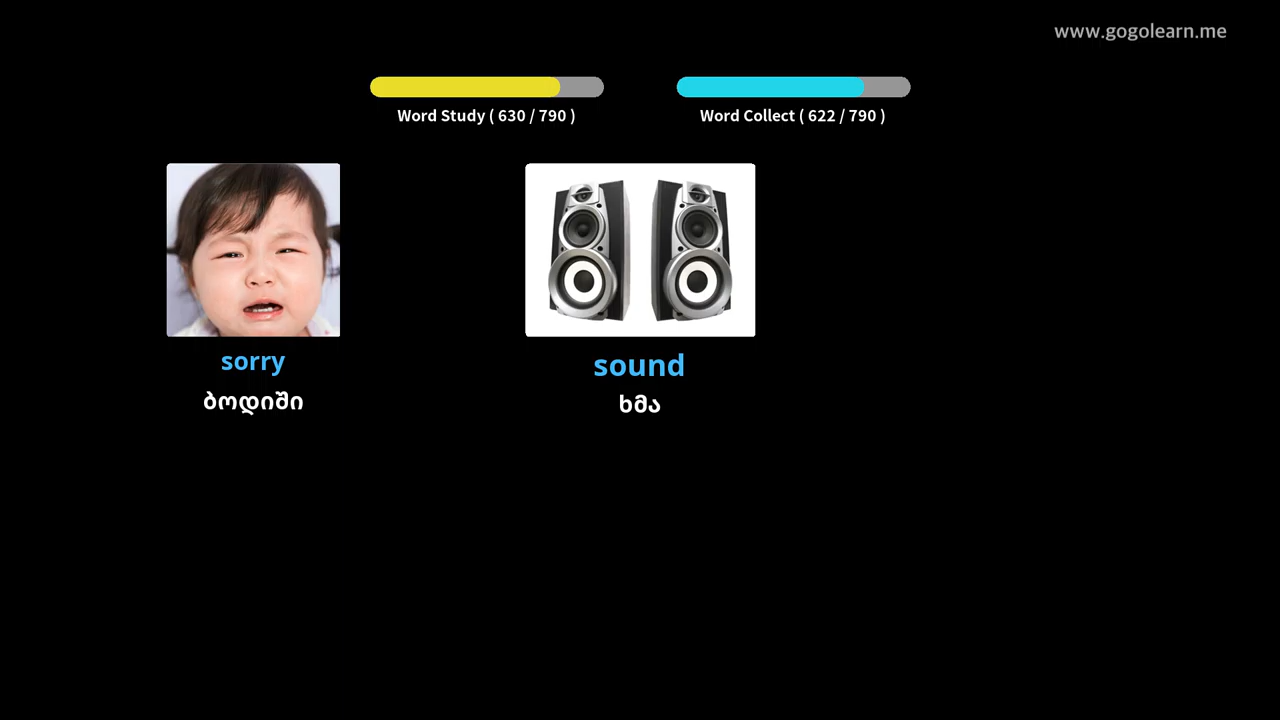 www.gogolearn.me
Word Study ( 630 / 790 )
Word Collect ( 622 / 790 )
sorry
ბოდიში
sound
ხმა